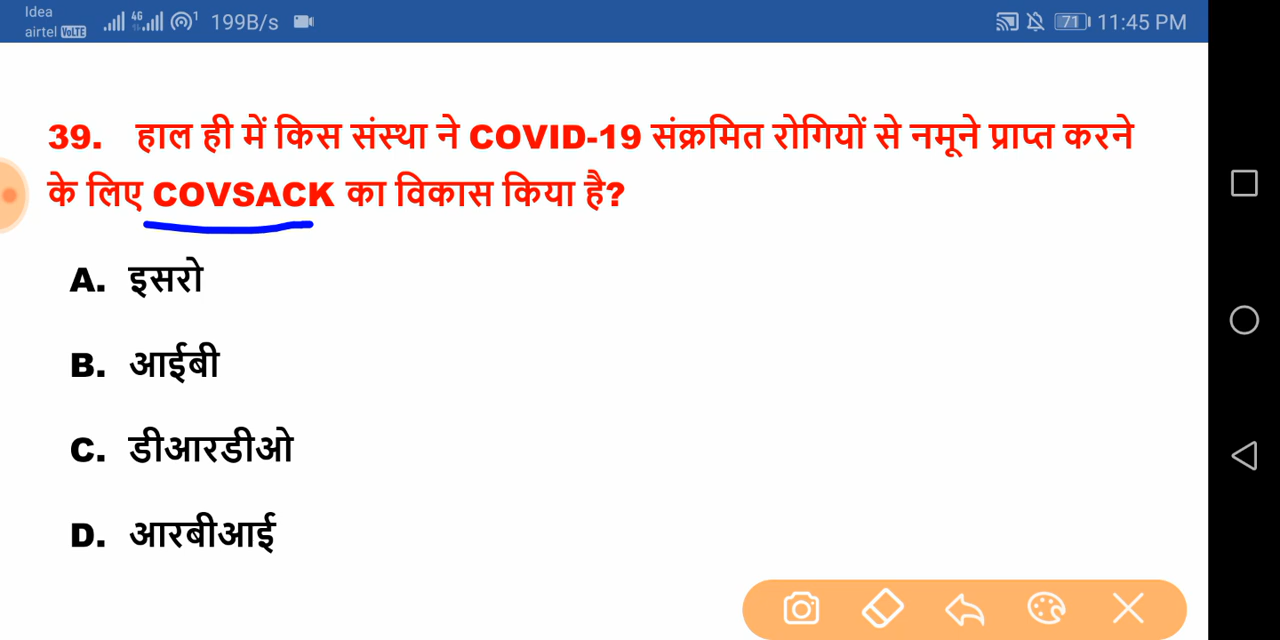 Idea
airtel VoLTE 4G 1 199B/s 71 11:45 PM
39. हाल ही में किस संस्था ने COVID-19 संक्रमित रोगियों से नमूने प्राप्त करने
के लिए COVSACK का विकास किया है?
A. इसरो
B. आईबी
C. डीआरडीओ
D. आरबीआई